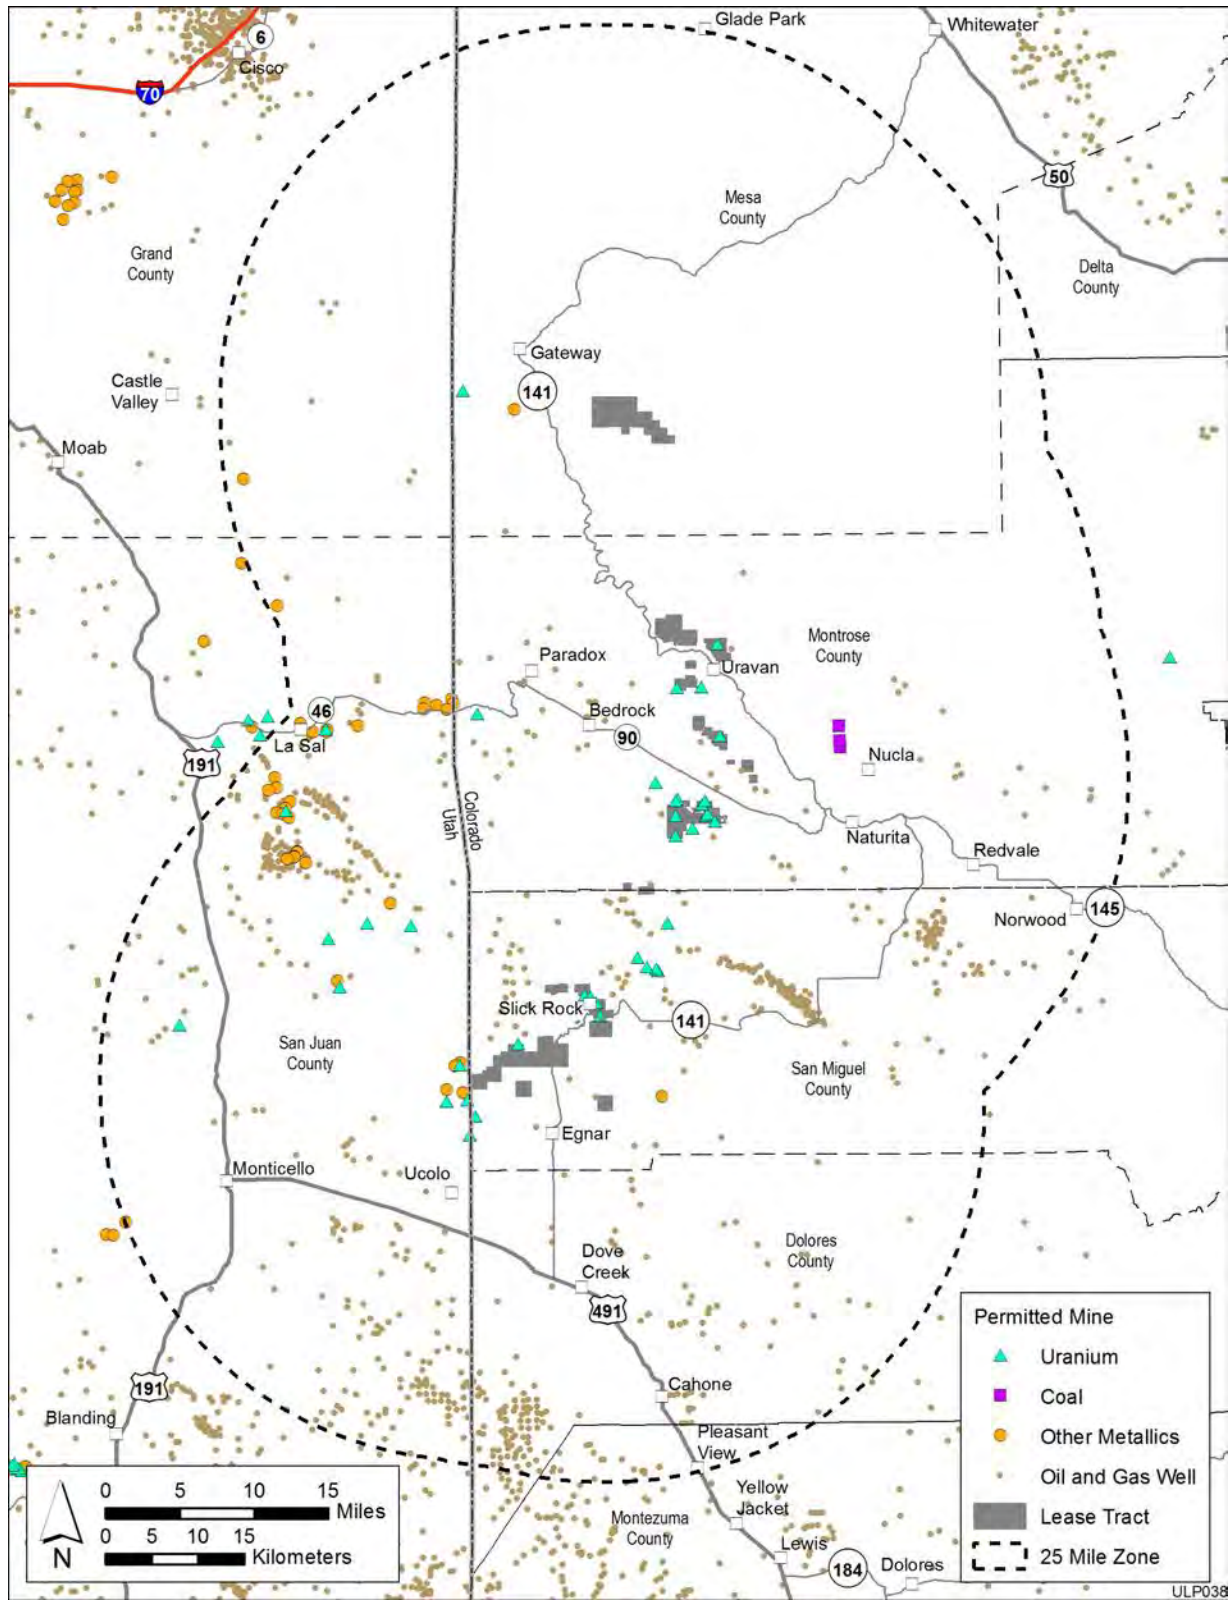 Glade Park
Whitewater
6
Cisco
70
50
Mesa
County
Grand
County
Delta
County
Gateway
141
Castle
Valley
Moab
Montrose
County
Paradox
Uravan
46
Bedrock
90
La Sal
191
Nucla
Colorado
Utah
Naturita
Redvale
Norwood
145
Slick Rock
141
San Juan
County
San Miguel
County
Egnar
Monticello
Ucolo
Dolores
County
Dove
Creek
491
191
Cahone
Blanding
Pleasant
View
Yellow
Jacket
Montezuma
County
Lewis
184
Dolores
Permitted Mine
Uranium
Coal
Other Metallics
Oil and Gas Well
Lease Tract
25 Mile Zone
0 5 10 15
Miles
0 5 10 15
Kilometers
N
ULP038